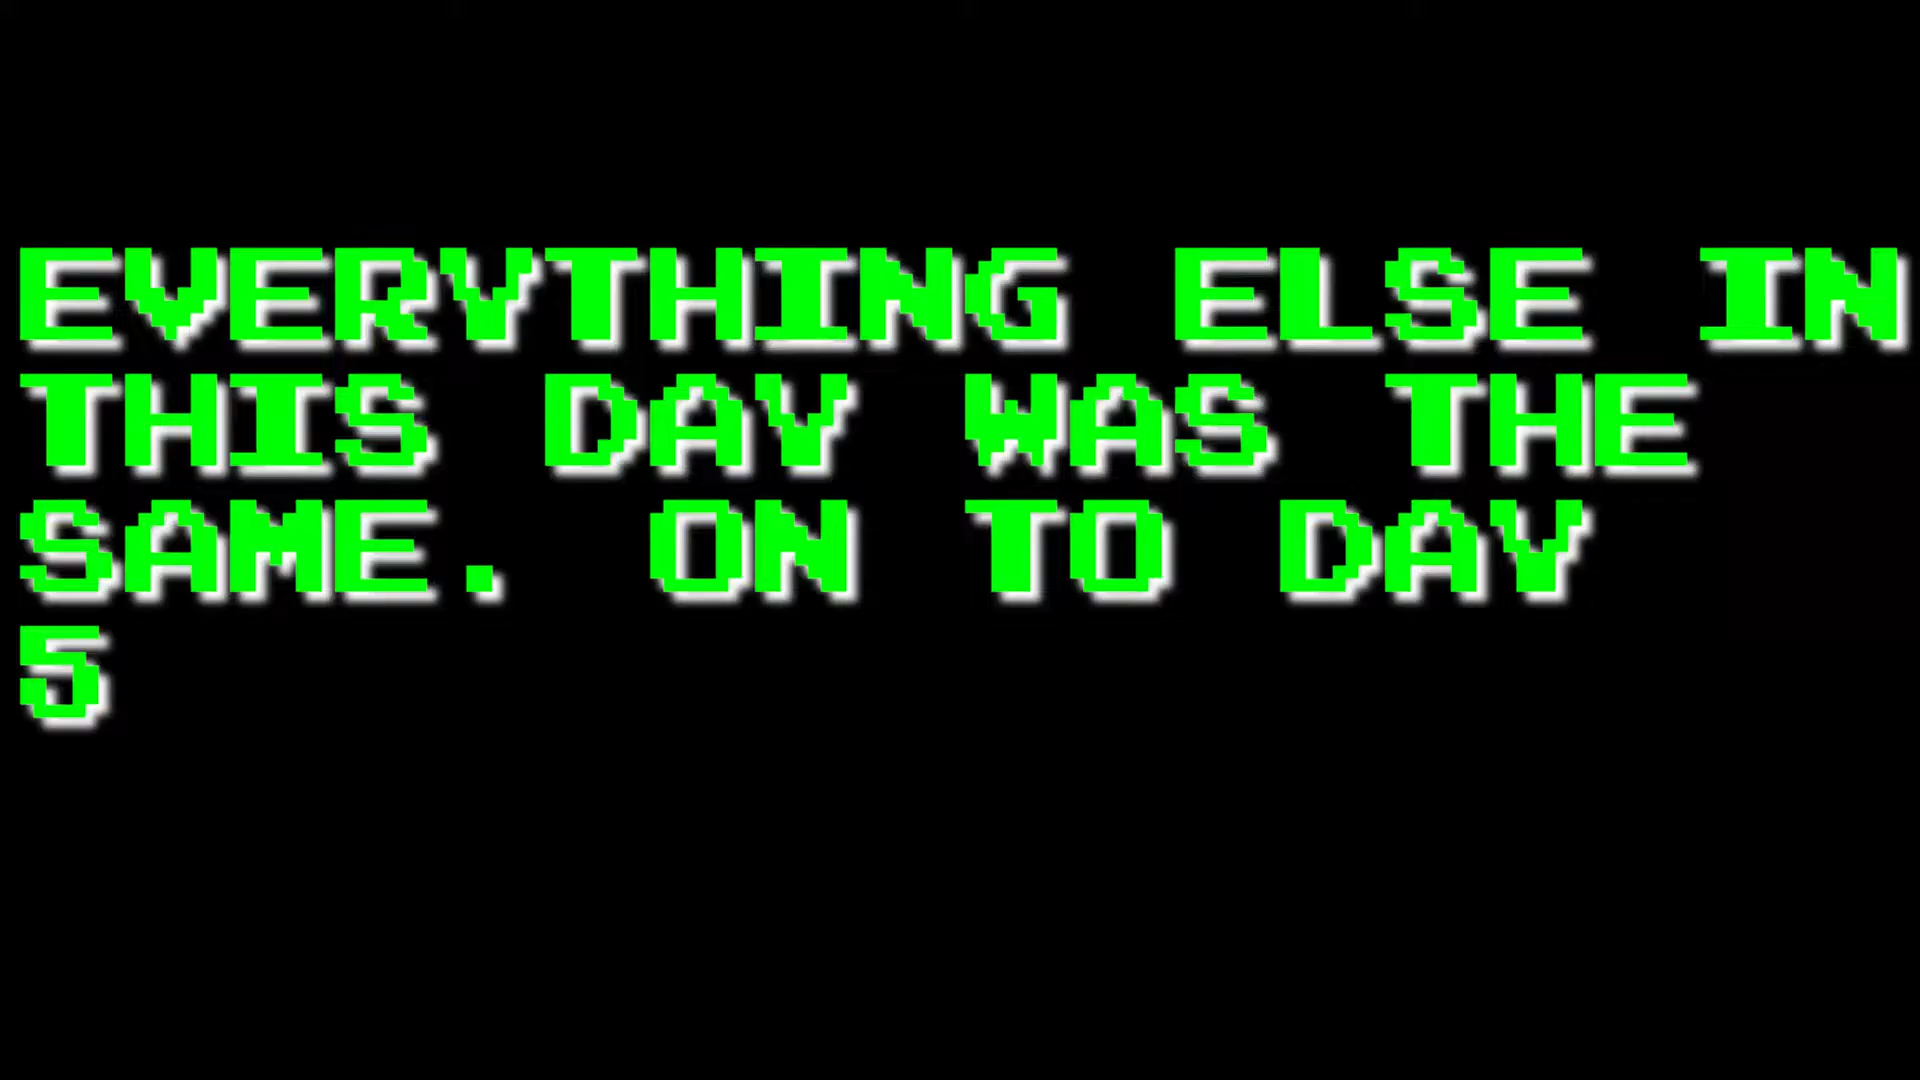 EVERYTHING ELSE IN
THIS DAY WAS THE
SAME. ON TO DAY
5